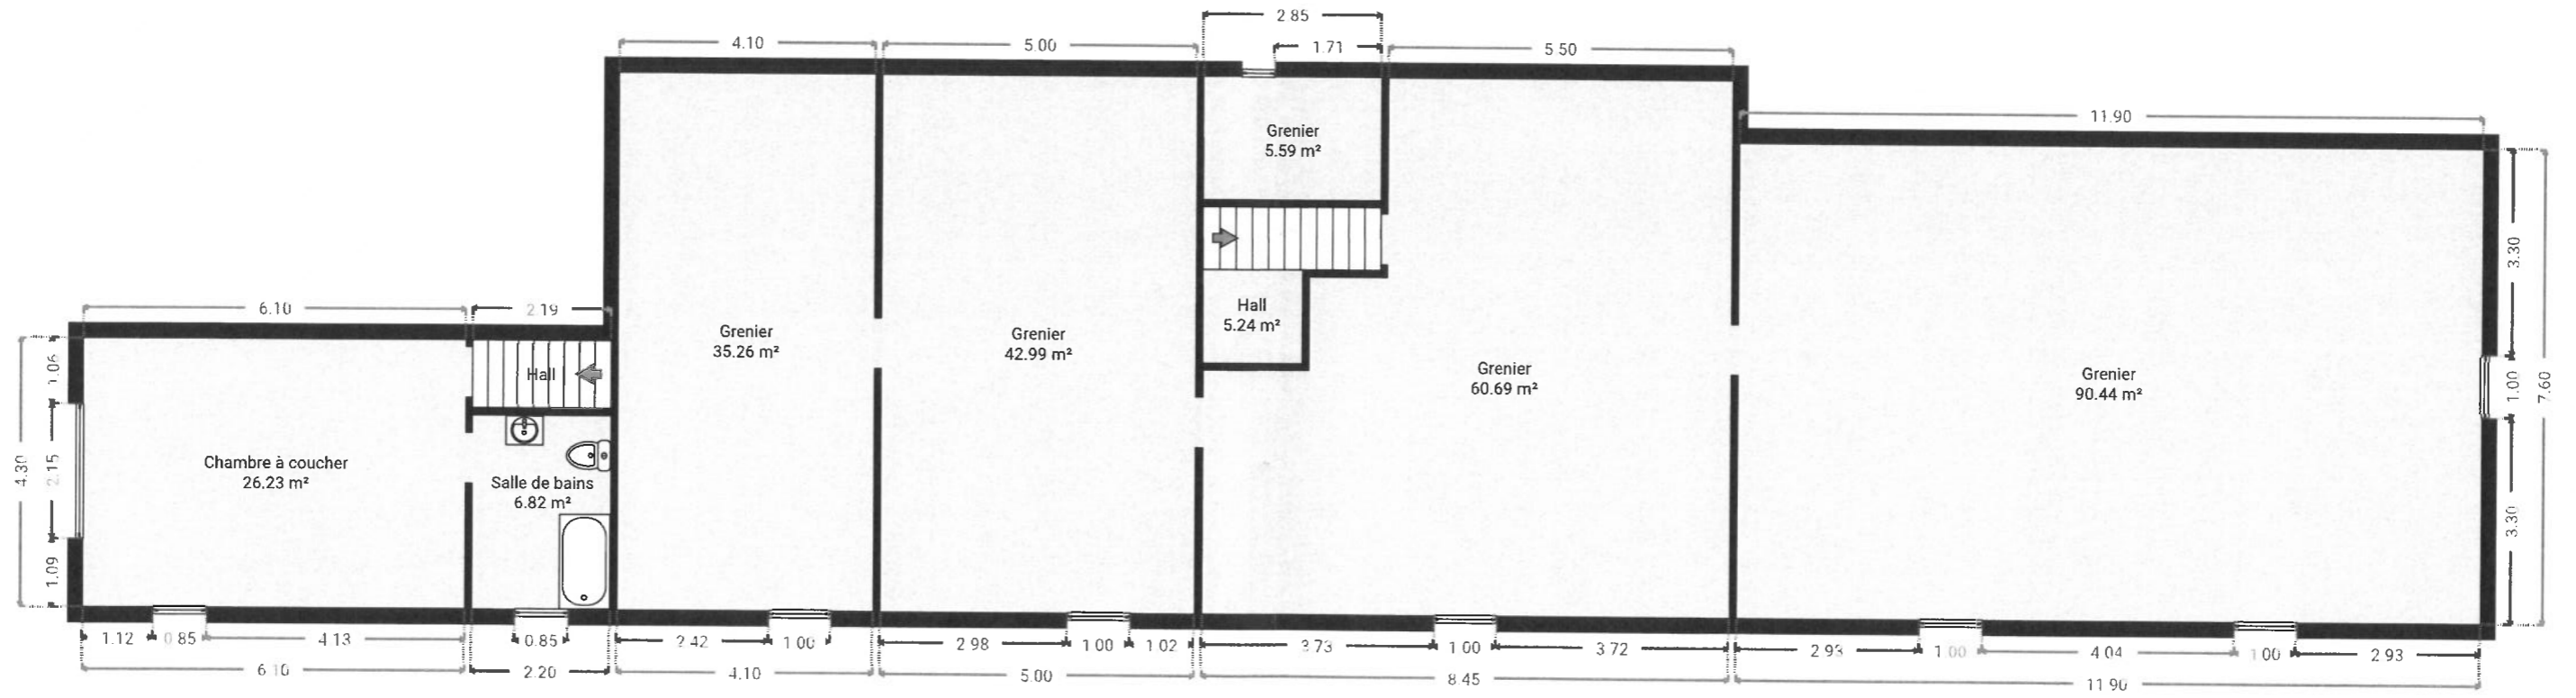 2.85
4.10
5.00
1.71
5.50
11.90
Grenier
5.59 m²
3.30
6.10
2.19
Hall
5.24 m²
Grenier
35.26 m²
Grenier
42.99 m²
Grenier
60.69 m²
Grenier
90.44 m²
1.00
7.60
1.06
Hall
4.30
2.15
Chambre à coucher
26.23 m²
Salle de bains
6.82 m²
3.30
1.09
1.12
0.85
4.13
0.85
2.42
1.00
2.98
1.00
1.02
3.73
1.00
3.72
2.93
1.00
4.04
1.00
2.93
6.10
2.20
4.10
5.00
8.45
11.90